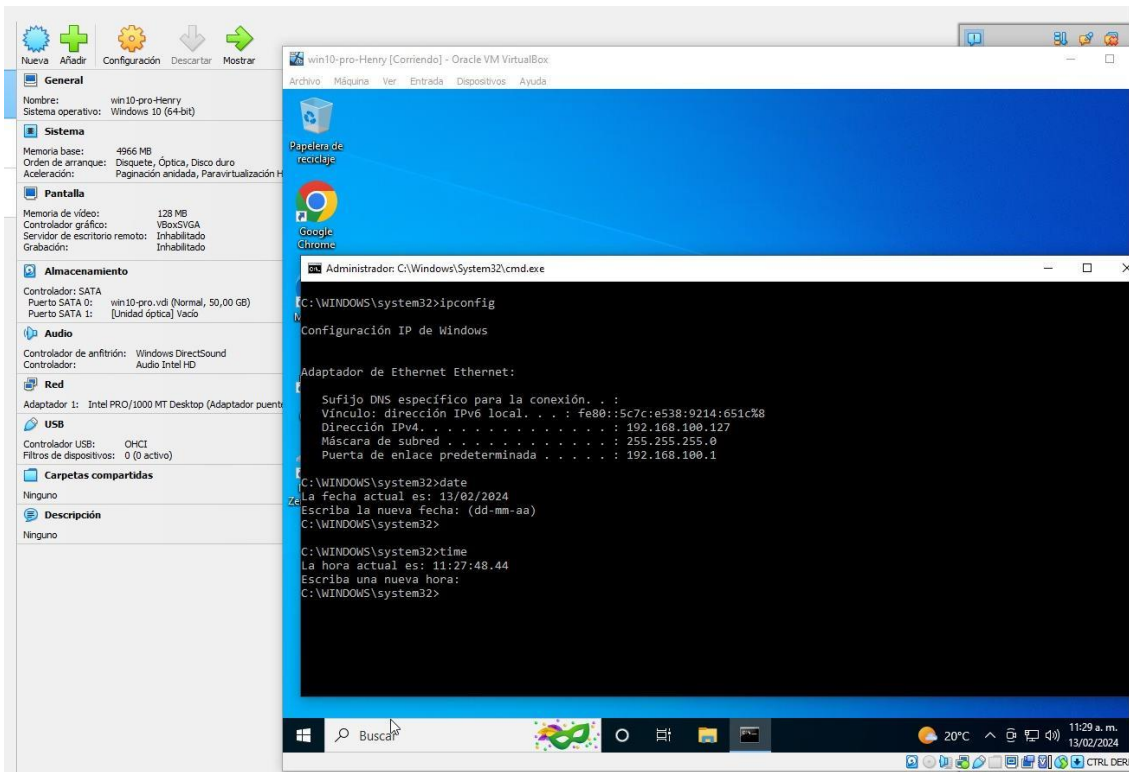 Nueva Añadir Configuración Descartar Mostrar
General
Nombre: win10-pro-Henry
Sistema operativo: Windows 10 (64-bit)
Sistema
Memoria base: 4966 MB
Orden de arranque: Disquete, Óptica, Disco duro
Aceleración: Paginación anidada, Paravirtualización H
Pantalla
Memoria de vídeo: 128 MB
Controlador gráfico: VBoxSVGA
Servidor de escritorio remoto: Inhabilitado
Grabación: Inhabilitado
Almacenamiento
Controlador: SATA
Puerto SATA 0: win10-pro.vdi (Normal, 50,00 GB)
Puerto SATA 1: [Unidad óptica] Vacío
Audio
Controlador de anfitrión: Windows DirectSound
Controlador: Audio Intel HD
Red
Adaptador 1: Intel PRO/1000 MT Desktop (Adaptador puente
USB
Controlador USB: OHCI
Filtros de dispositivos: 0 (0 activo)
Carpetas compartidas
Ninguno
Descripción
Ninguno
win10-pro-Henry [Corriendo] - Oracle VM VirtualBox
Archivo Máquina Ver Entrada Dispositivos Ayuda
Papelera de
reciclaje
Google
Chrome
Administrador: C:\Windows\System32\cmd.exe
C:\WINDOWS\system32>ipconfig
Configuración IP de Windows
Adaptador de Ethernet Ethernet:
Sufijo DNS específico para la conexión. . :
Vínculo: dirección IPv6 local. . . : fe80::5c7c:e538:9214:651c%8
Dirección IPv4. . . . . . . . . . . . . . : 192.168.100.127
Máscara de subred . . . . . . . . . . . . : 255.255.255.0
Puerta de enlace predeterminada . . . . . : 192.168.100.1
C:\WINDOWS\system32>date
La fecha actual es: 13/02/2024
Escriba la nueva fecha: (dd-mm-aa)
C:\WINDOWS\system32>
C:\WINDOWS\system32>time
La hora actual es: 11:27:48.44
Escriba una nueva hora:
C:\WINDOWS\system32>
Buscar
20°C
11:29 a. m.
13/02/2024
CTRL DER